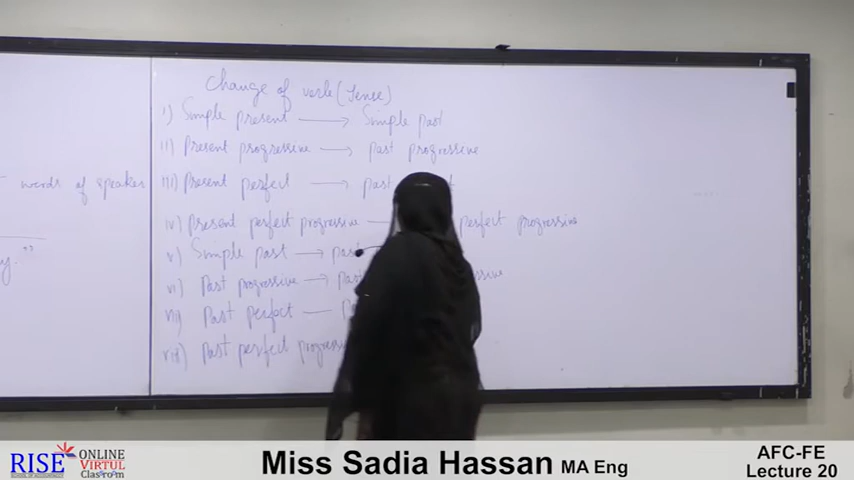 Change of verb (Tense)
i) Simple present → Simple past
ii) Present progressive → past progressive
words of speaker
iii) Present perfect → past
iv) Present perfect progressive perfect progressive
y."
v) Simple past → past
vi) Past progressive → past
vii) Past perfect
viii) Past perfect
RISE ONLINE VIRTUL Classroom
Miss Sadia Hassan MA Eng
AFC-FE
Lecture 20